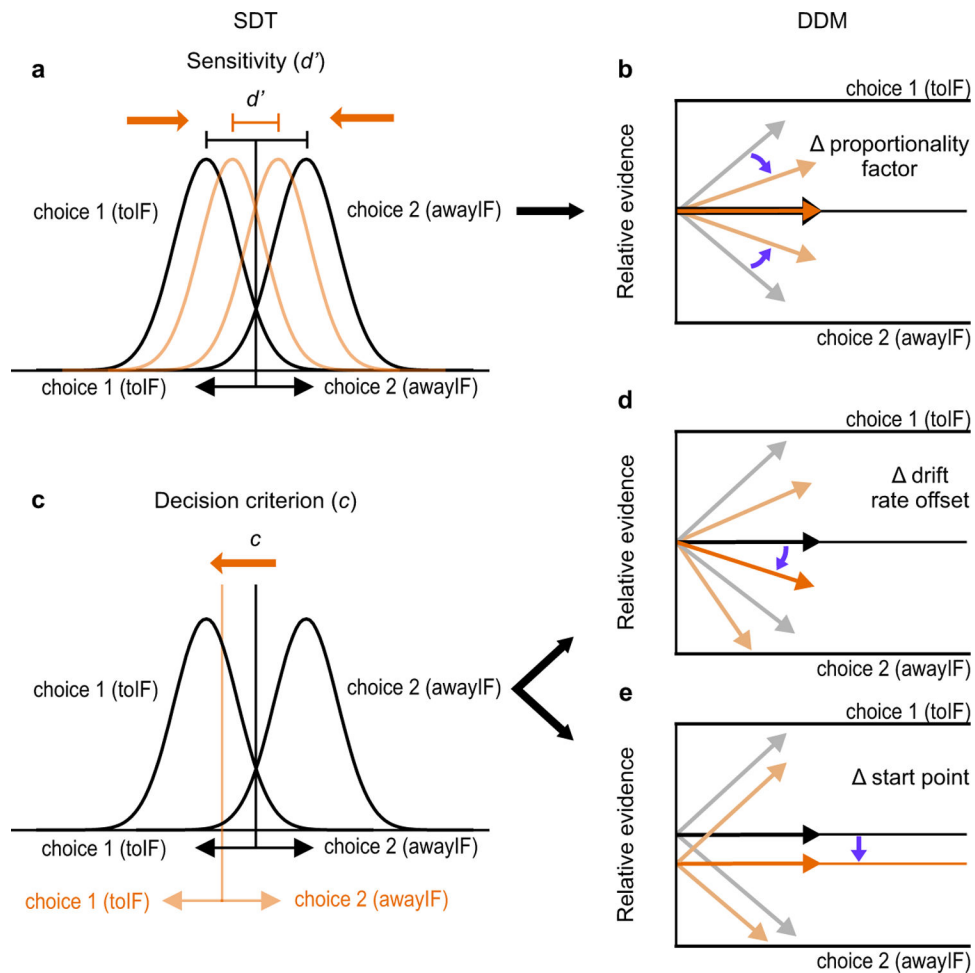 SDT
DDM
a
Sensitivity (d')
d'
choice 1 (toIF)
choice 2 (awayIF)
choice 1 (toIF)
choice 2 (awayIF)
b
choice 1 (toIF)
Relative evidence
Δ proportionality
factor
choice 2 (awayIF)
c
Decision criterion (c)
c
choice 1 (toIF)
choice 2 (awayIF)
choice 1 (toIF)
choice 2 (awayIF)
choice 1 (toIF)
choice 2 (awayIF)
d
choice 1 (toIF)
Relative evidence
Δ drift
rate offset
choice 2 (awayIF)
e
choice 1 (toIF)
Relative evidence
Δ start point
choice 2 (awayIF)